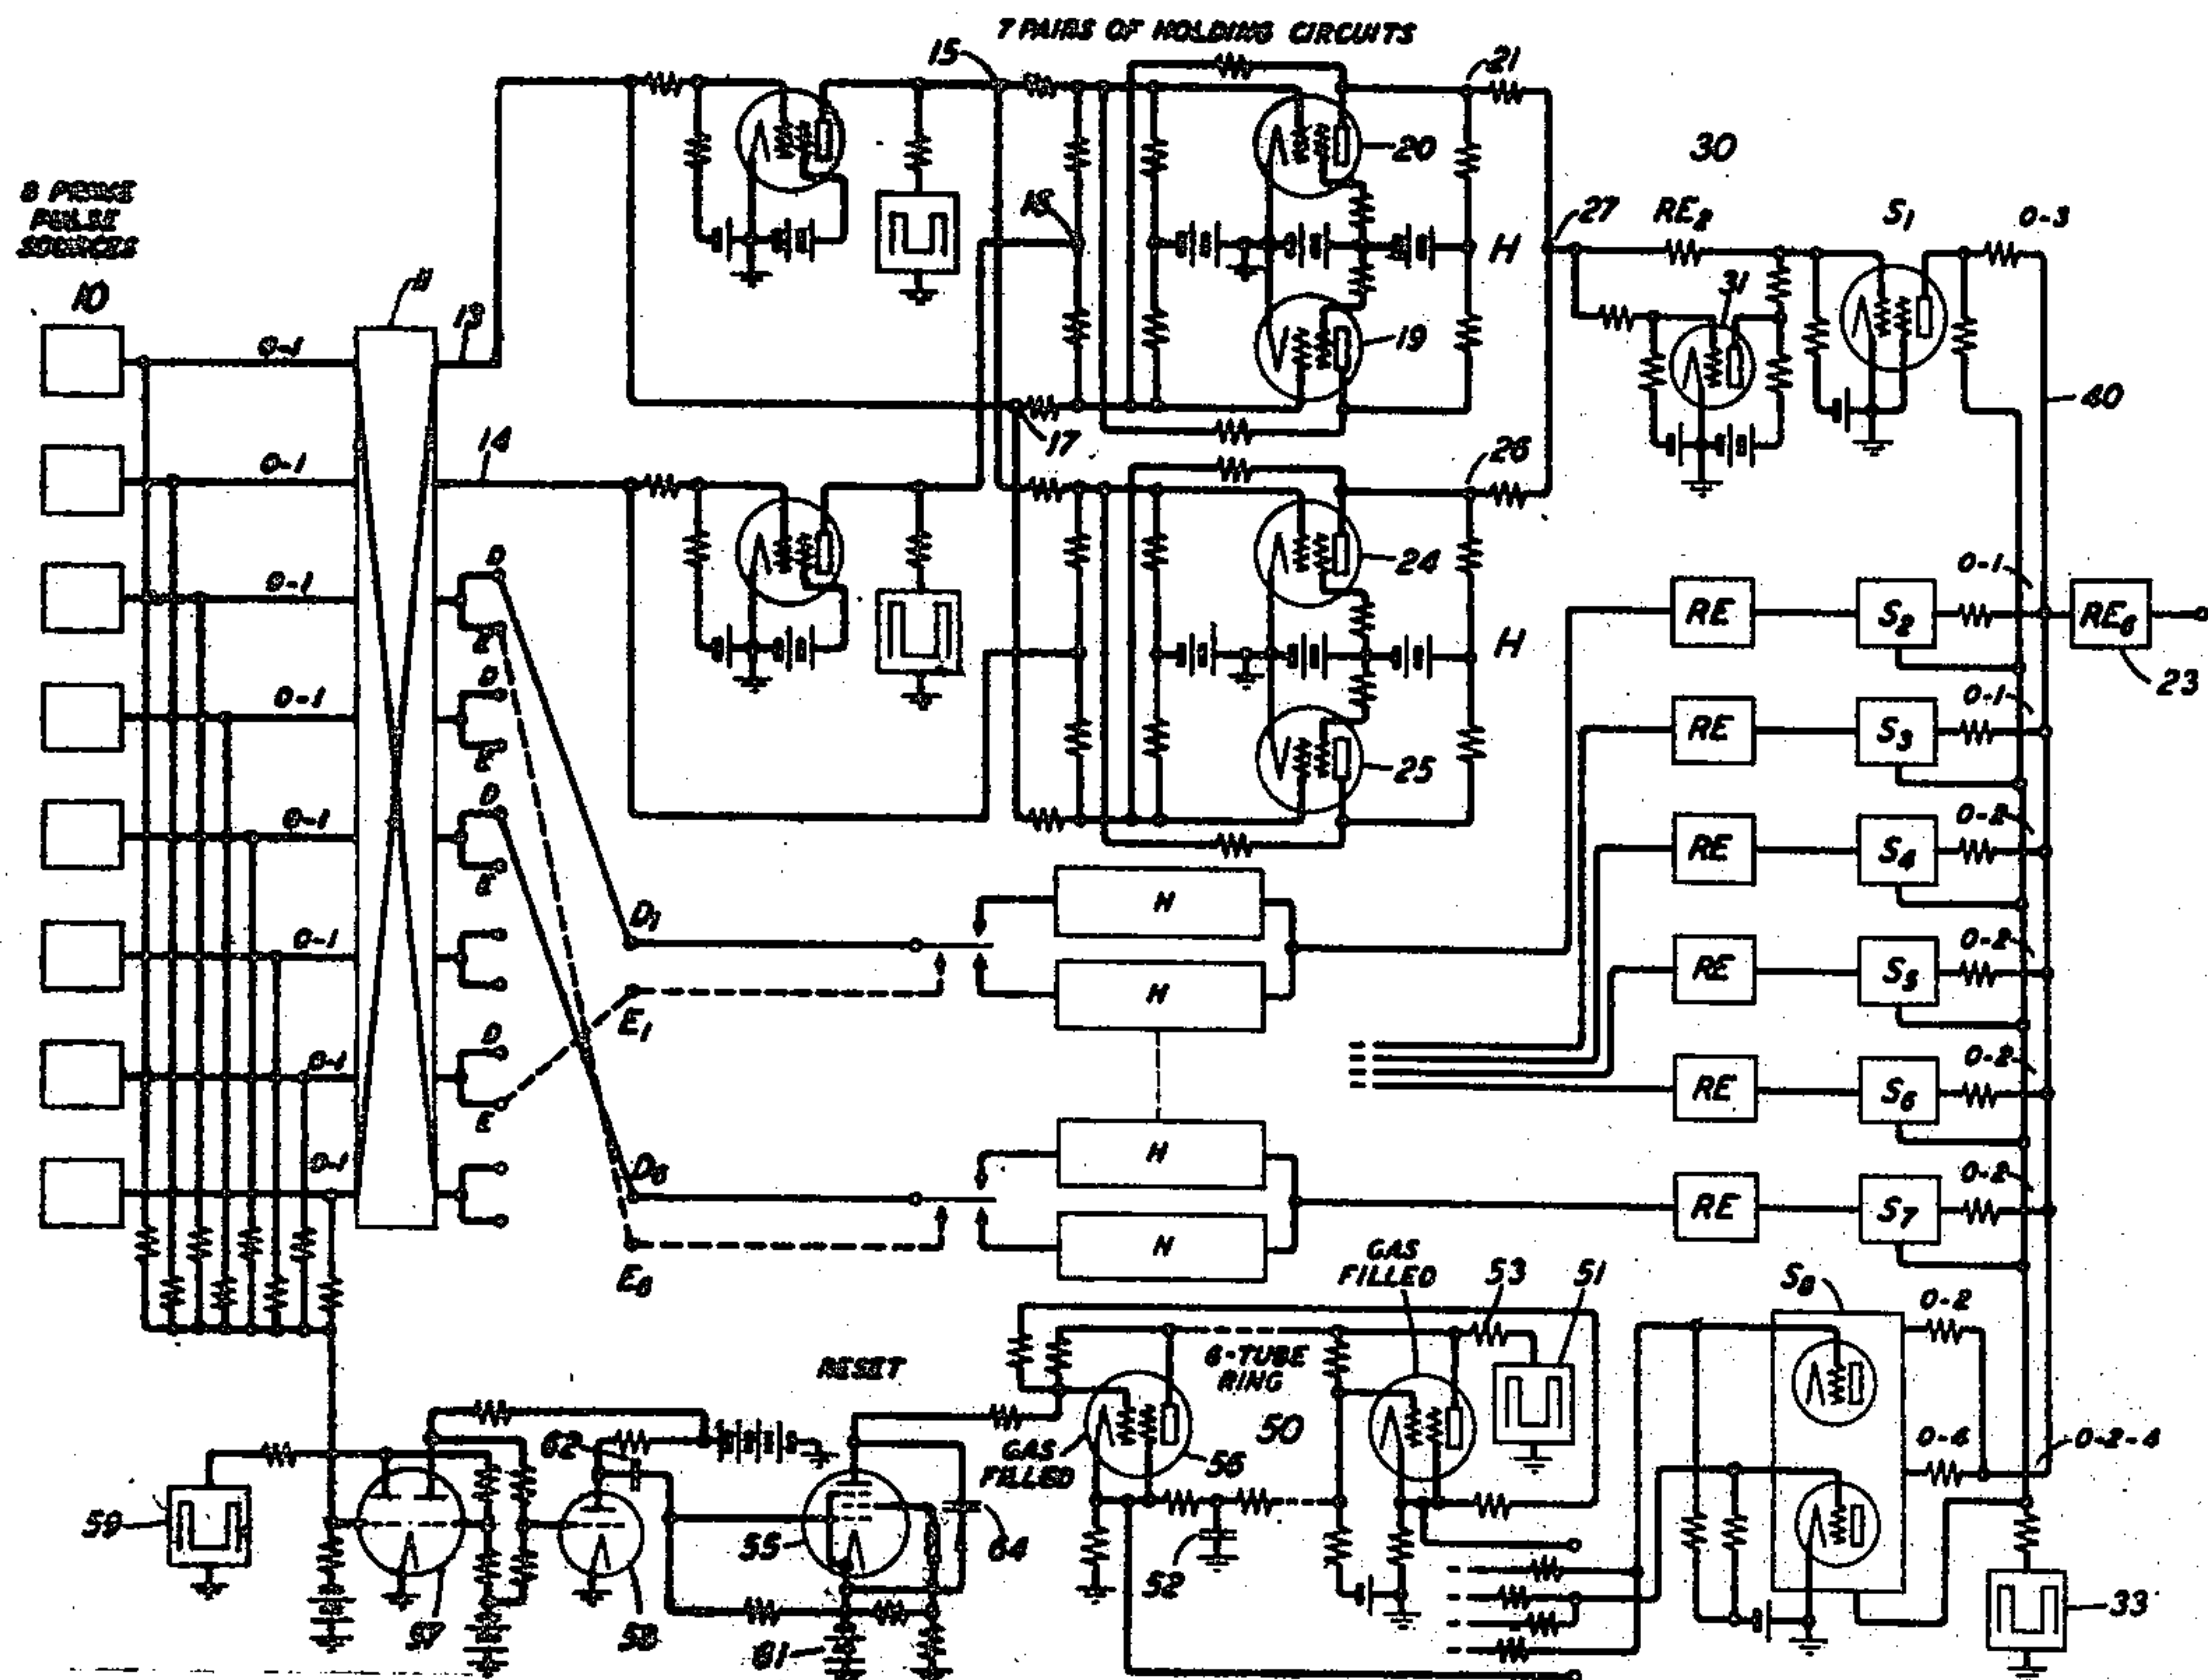 7 PAIRS OF HOLDING CIRCUITS
15
21
20
30
8 PRIME
PULSE
SOURCES
10
11
13
18
H
27
RE2
S1
0-3
31
19
0-1
40
17
14
26
0-1
24
0-1
D
E
RE
S2
0-1
RE6
23
H
0-1
D
E
25
RE
S3
0-1
0-1
D
E
RE
S4
0-2
H
D1
0-1
H
E1
RE
S5
0-2
0-1
D
E
RE
S6
0-2
H
0-1
D6
H
E6
RE
S7
0-2
GAS
FILLED
53
51
S8
0-2
RESET
6-TUBE
RING
50
GAS
FILLED
56
0-4
0-2-4
62
59
57
58
55
64
61
52
33